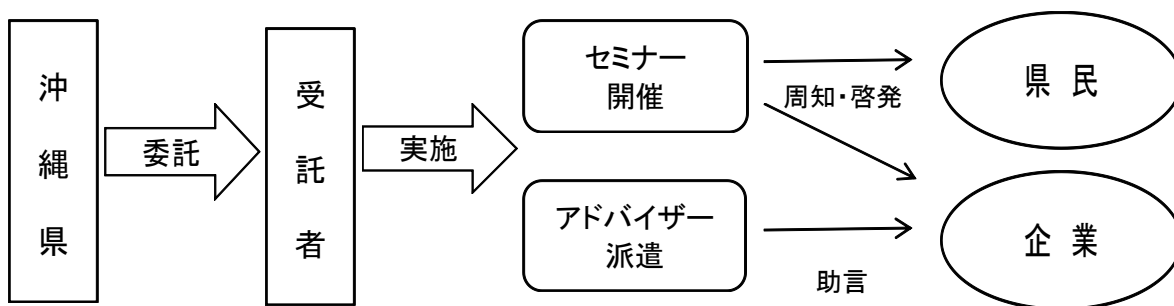 沖縄県
委託
受託者
実施
セミナー
開催
周知・啓発
県民
アドバイザー
派遣
助言
企業